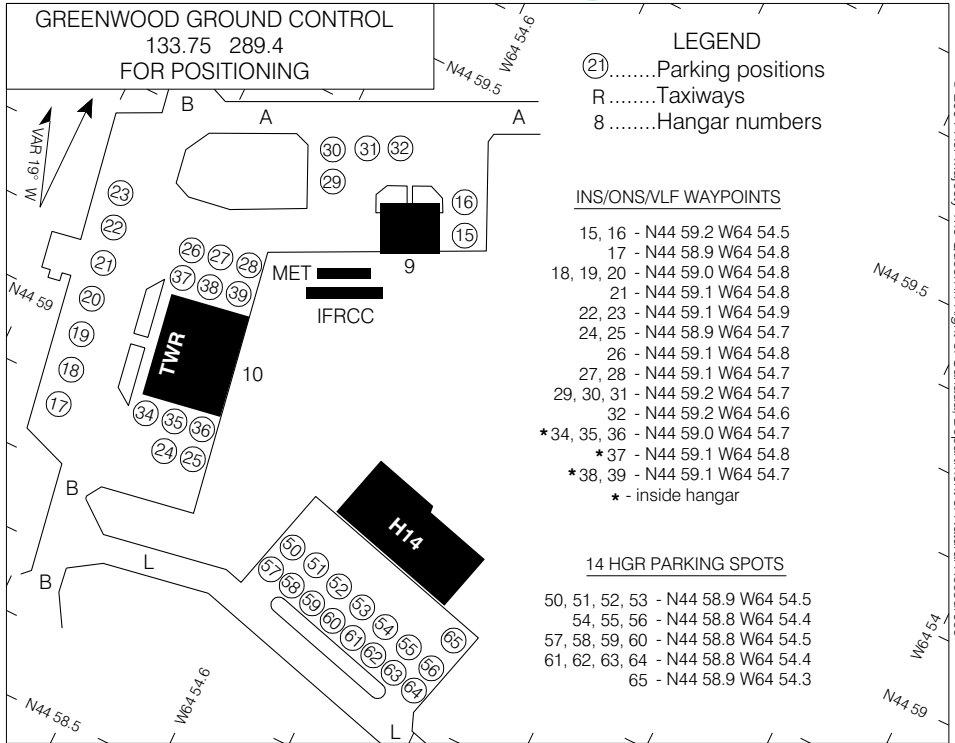 GREENWOOD GROUND CONTROL
133.75 289.4
FOR POSITIONING
W64 54.6
N44 59.5
LEGEND
21 ........Parking positions
R ........Taxiways
8 ........Hangar numbers
B
A
A
VAR 19° W
30 31 32
29
23
22
21
20
19
18
17
16
15
9
26 27 28
37 38 39
MET
IFRCC
N44 59
TWR
10
34 35 36
24 25
INS/ONS/VLF WAYPOINTS
15, 16 - N44 59.2 W64 54.5
17 - N44 58.9 W64 54.8
18, 19, 20 - N44 59.0 W64 54.8
21 - N44 59.1 W64 54.8
22, 23 - N44 59.1 W64 54.9
24, 25 - N44 58.9 W64 54.7
26 - N44 59.1 W64 54.8
27, 28 - N44 59.1 W64 54.7
29, 30, 31 - N44 59.2 W64 54.7
32 - N44 59.2 W64 54.6
*34, 35, 36 - N44 59.0 W64 54.7
*37 - N44 59.1 W64 54.8
*38, 39 - N44 59.1 W64 54.7
* - inside hangar
N44 59.5
B
L
B
H14
50 51 52 53 54 55 56
57 58 59 60 61 62 63 64
65
L
14 HGR PARKING SPOTS
50, 51, 52, 53 - N44 58.9 W64 54.5
54, 55, 56 - N44 58.8 W64 54.4
57, 58, 59, 60 - N44 58.8 W64 54.5
61, 62, 63, 64 - N44 58.8 W64 54.4
65 - N44 58.9 W64 54.3
N44 58.5
W64 54.6
W64 54
N44 59